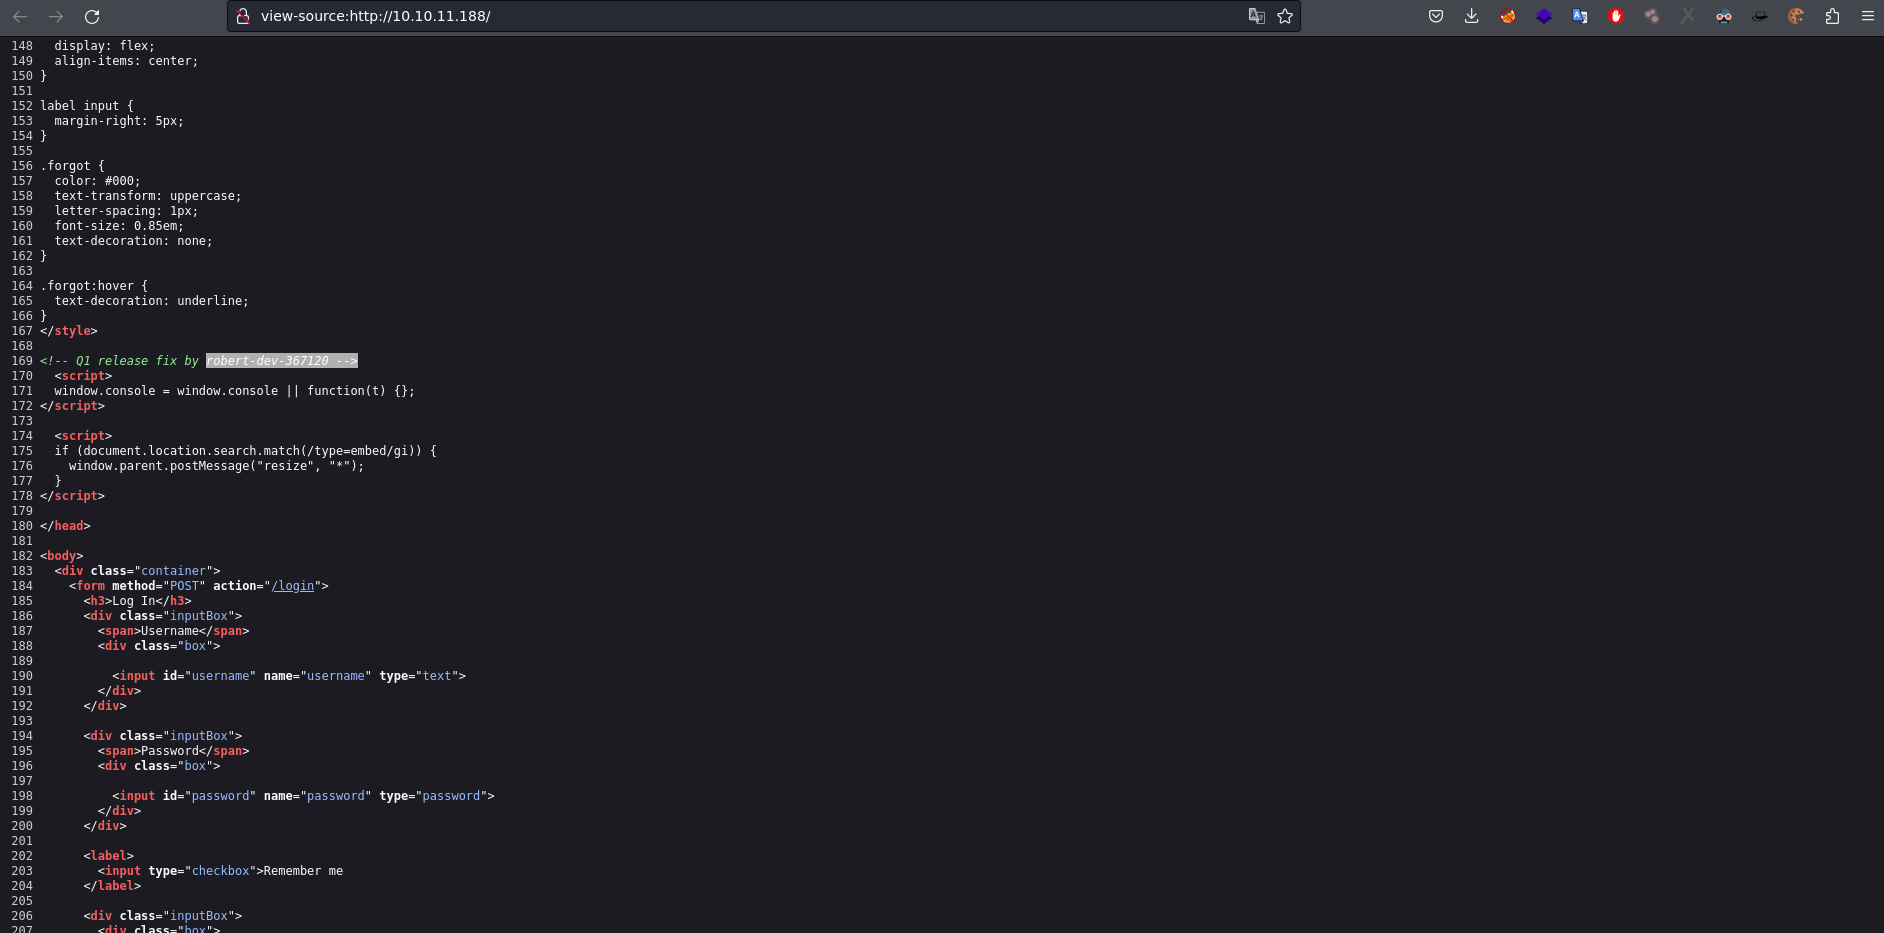 view-source:http://10.10.11.188/
148   display: flex;
149   align-items: center;
150 }
151
152 label input {
153   margin-right: 5px;
154 }
155
156 .forgot {
157   color: #000;
158   text-transform: uppercase;
159   letter-spacing: 1px;
160   font-size: 0.85em;
161   text-decoration: none;
162 }
163
164 .forgot:hover {
165   text-decoration: underline;
166 }
167 </style>
168
169 <!-- Q1 release fix by robert-dev-367120 -->
170   <script>
171   window.console = window.console || function(t) {};
172 </script>
173
174   <script>
175   if (document.location.search.match(/type=embed/gi)) {
176     window.parent.postMessage("resize", "*");
177   }
178 </script>
179
180 </head>
181
182 <body>
183   <div class="container">
184     <form method="POST" action="/login">
185       <h3>Log In</h3>
186       <div class="inputBox">
187         <span>Username</span>
188         <div class="box">
189
190           <input id="username" name="username" type="text">
191         </div>
192       </div>
193
194       <div class="inputBox">
195         <span>Password</span>
196         <div class="box">
197
198           <input id="password" name="password" type="password">
199         </div>
200       </div>
201
202       <label>
203         <input type="checkbox">Remember me
204       </label>
205
206       <div class="inputBox">
207         <div class="box">